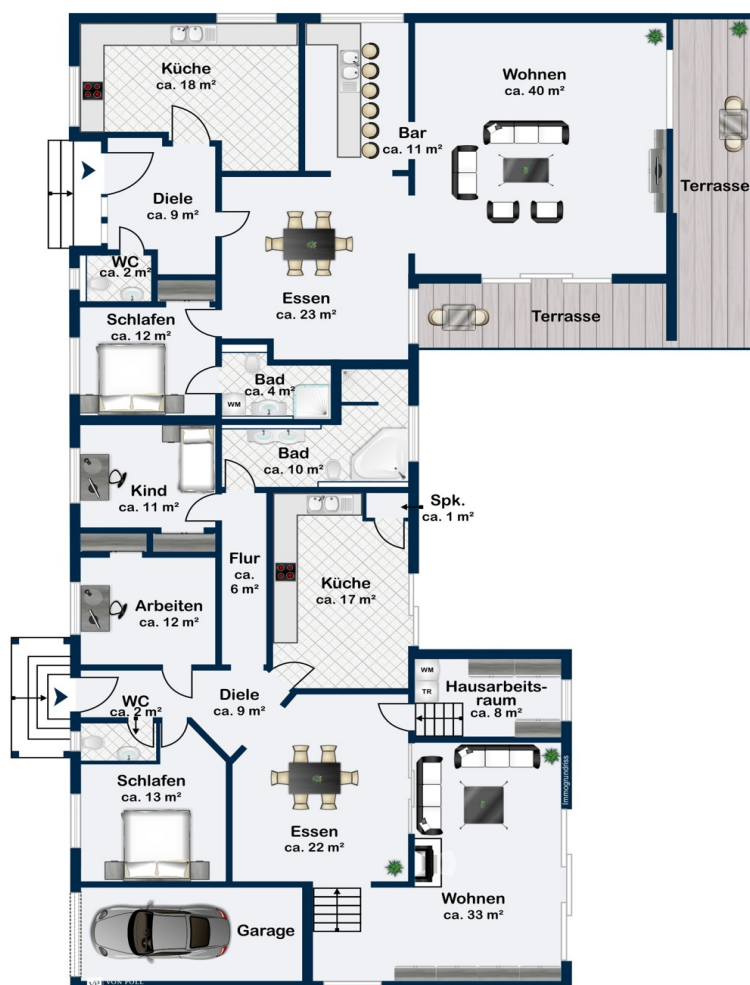 Küche
ca. 18 m²
Wohnen
ca. 40 m²
Bar
ca. 11 m²
Terrasse
Diele
ca. 9 m²
WC
ca. 2 m²
Essen
ca. 23 m²
Terrasse
Schlafen
ca. 12 m²
Bad
ca. 4 m²
WM
Bad
ca. 10 m²
Kind
ca. 11 m²
Spk.
ca. 1 m²
Flur
ca.
6 m²
Küche
ca. 17 m²
Arbeiten
ca. 12 m²
WM
TR
Hausarbeits-
raum
ca. 8 m²
Diele
ca. 9 m²
WC
ca. 2 m²
Schlafen
ca. 13 m²
Essen
ca. 22 m²
Immogrundriss
Wohnen
ca. 33 m²
Garage
VON POLL